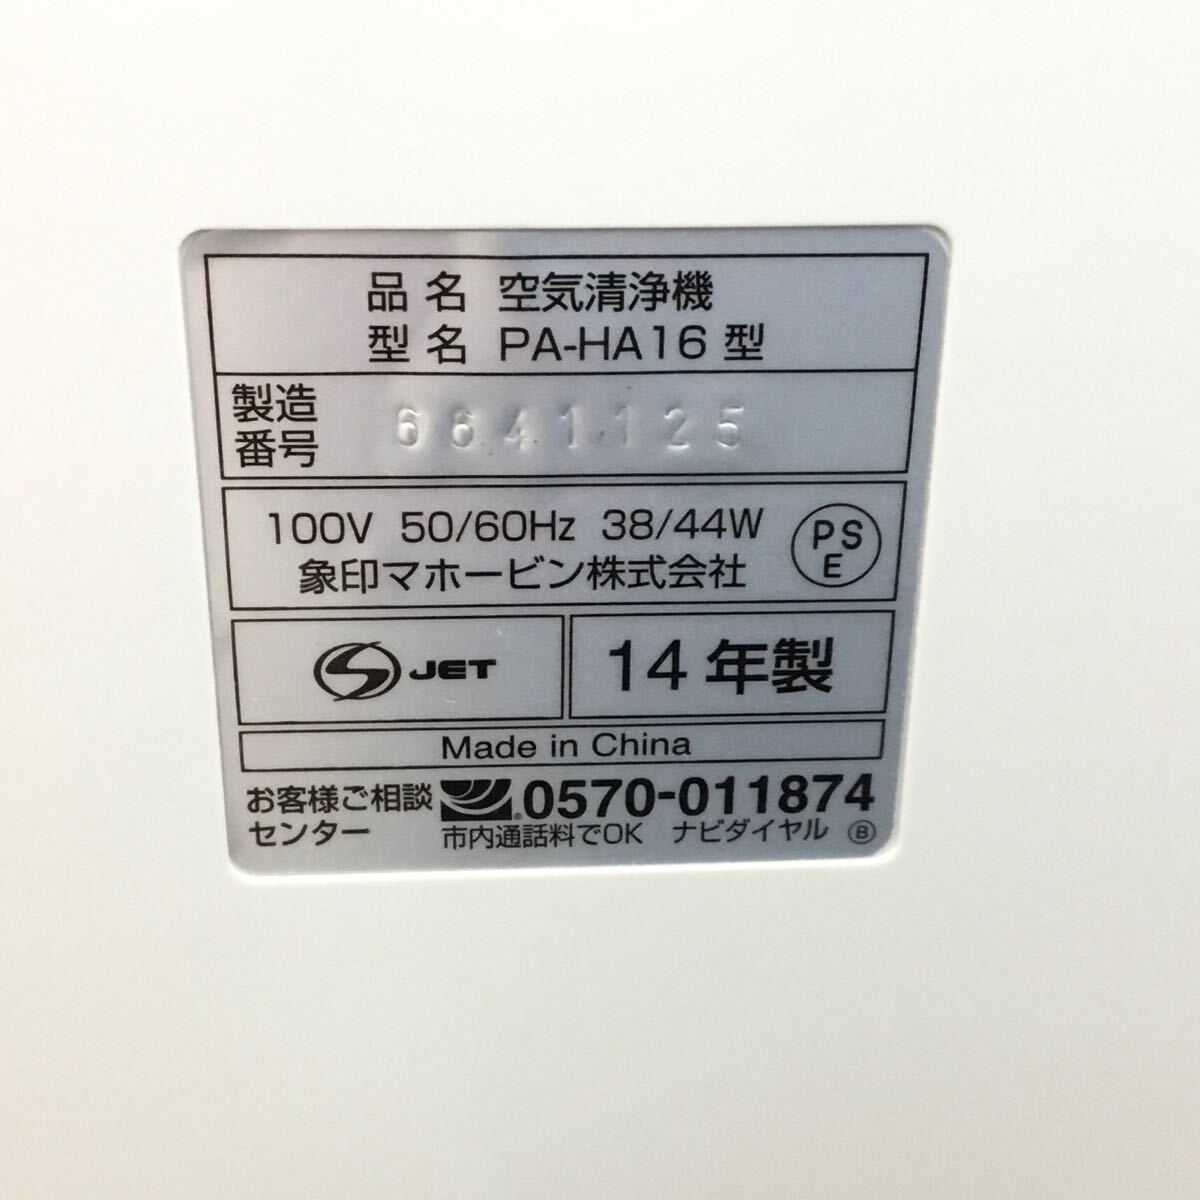 品名 空気清浄機
型名 PA-HA16 型
製造番号 6641125
100V 50/60Hz 38/44W
象印マホービン株式会社
PSE
S JET
14年製
Made in China
お客様ご相談センター
0570-011874
市内通話料でOK ナビダイヤル Ⓑ